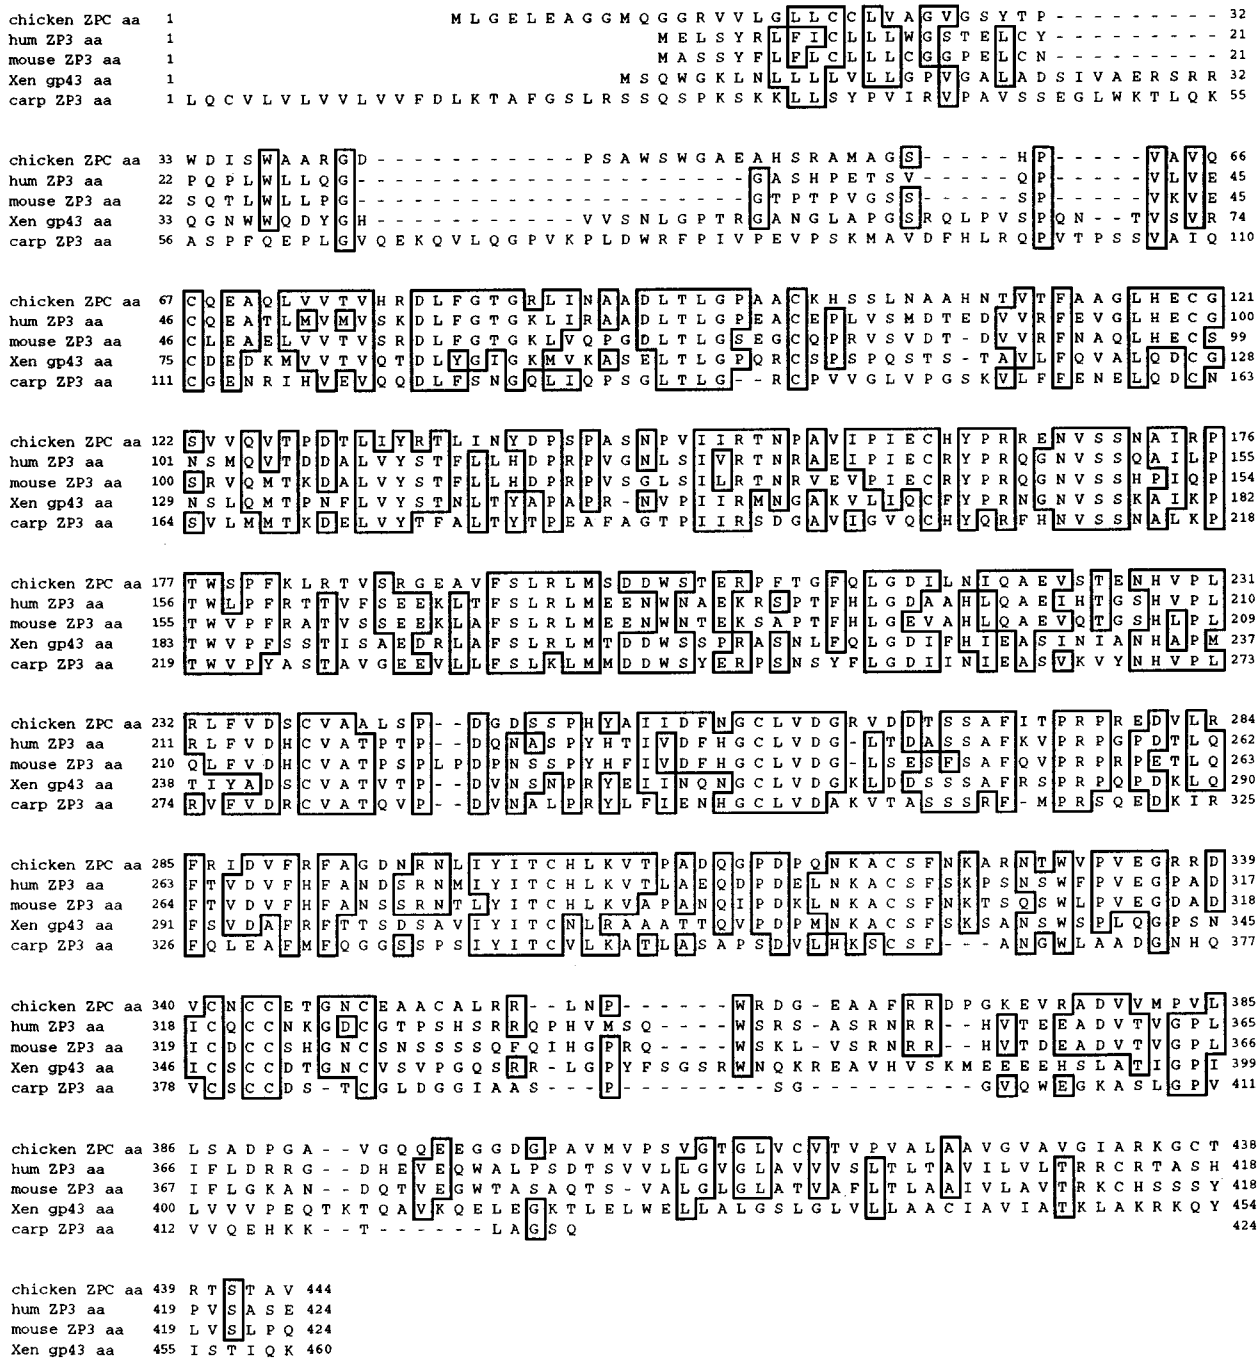 chicken ZPC aa 1 M L G E L E A G G M Q G G R V V L G L L C C L V A G V G S Y T P - - - - - - - - - 32
hum ZP3 aa 1 M E L S Y R L F I C L L L W G S T E L C Y - - - - - - - - - 21
mouse ZP3 aa 1 M A S S Y F L F L C L L L C G G P E L C N - - - - - - - - - 21
Xen gp43 aa 1 M S Q W G K L N L L L L V L L G P V G A L A D S I V A E R S R R 32
carp ZP3 aa 1 L Q C V L V L V V L V V F D L K T A F G S L R S S Q S P K S K K L L S Y P V I R V P A V S S E G L W K T L Q K 55
chicken ZPC aa 33 W D I S W A A R G D - - - - - - - - - - - P S A W S W G A E A H S R A M A G S - - - - - H P - - - - - V A V Q 66
hum ZP3 aa 22 P Q P L W L L Q G - - - - - - - - - - - - - - - - - - - - - G A S H P E T S V - - - - - Q P - - - - - V L V E 45
mouse ZP3 aa 22 S Q T L W L L P G - - - - - - - - - - - - - - - - - - - - - G T P T P V G S S - - - - - S P - - - - - V K V E 45
Xen gp43 aa 33 Q G N W W Q D Y G H - - - - - - - - - - - V V S N L G P T R G A N G L A P G S R Q L P V S P Q N - - T V S V R 74
carp ZP3 aa 56 A S P F Q E P L G V Q E K Q V L Q G P V K P L D W R F P I V P E V P S K M A V D F H L R Q P V T P S S V A I Q 110
chicken ZPC aa 67 C Q E A Q L V V T V H R D L F G T G R L I N A A D L T L G P A A C K H S S L N A A H N T V T F A A G L H E C G 121
hum ZP3 aa 46 C Q E A T L M V M V S K D L F G T G K L I R A A D L T L G P E A C E P L V S M D T E D V V R F E V G L H E C G 100
mouse ZP3 aa 46 C L E A E L V V T V S R D L F G T G K L V Q P G D L T L G S E G C Q P R V S V D T - D V V R F N A Q L H E C S 99
Xen gp43 aa 75 C D E D K M V V T V Q T D L Y G I G K M V K A S E L T L G P Q R C S P S P Q S T S - T A V L F Q V A L Q D C G 128
carp ZP3 aa 111 C G E N R I H V E V Q Q D L F S N G Q L I Q P S G L T L G - - R C P V V G L V P G S K V L F F E N E L Q D C N 163
chicken ZPC aa 122 S V V Q V T P D T L I Y R T L I N Y D P S P A S N P V I I R T N P A V I P I E C H Y P R R E N V S S N A I R P 176
hum ZP3 aa 101 N S M Q V T D D A L V Y S T F L L H D P R P V G N L S I V R T N R A E I P I E C R Y P R Q G N V S S Q A I L P 155
mouse ZP3 aa 100 S R V Q M T K D A L V Y S T F L L H D P R P V S G L S I L R T N R V E V P I E C R Y P R Q G N V S S H P I Q P 154
Xen gp43 aa 129 N S L Q M T P N F L V Y S T N L T Y A P A P R - N V P I I R M N G A K V L I Q C F Y P R N G N V S S K A I K P 182
carp ZP3 aa 164 S V L M M T K D E L V Y T F A L T Y T P E A F A G T P I I R S D G A V I G V Q C H Y Q R F H N V S S N A L K P 218
chicken ZPC aa 177 T W S P F K L R T V S R G E A V F S L R L M S D D W S T E R P F T G F Q L G D I L N I Q A E V S T E N H V P L 231
hum ZP3 aa 156 T W L P F R T T V F S E E K L T F S L R L M E E N W N A E K R S P T F H L G D A A H L Q A E I H T G S H V P L 210
mouse ZP3 aa 155 T W V P F R A T V S S E E K L A F S L R L M E E N W N T E K S A P T F H L G E V A H L Q A E V Q T G S H L P L 209
Xen gp43 aa 183 T W V P F S S T I S A E D R L A F S L R L M T D D W S S P R A S N L F Q L G D I F H I E A S I N I A N H A P M 237
carp ZP3 aa 219 T W V P Y A S T A V G E E V L L F S L K L M M D D W S Y E R P S N S Y F L G D I I N I E A S V K V Y N H V P L 273
chicken ZPC aa 232 R L F V D S C V A A L S P - - D G D S S P H Y A I I D F N G C L V D G R V D D T S S A F I T P R P R E D V L R 284
hum ZP3 aa 211 R L F V D H C V A T P T P - - D Q N A S P Y H T I V D F H G C L V D G - L T D A S S A F K V P R P G P D T L Q 262
mouse ZP3 aa 210 Q L F V D H C V A T P S P L P D P N S S P Y H F I V D F H G C L V D G - L S E S F S A F Q V P R P R P E T L Q 263
Xen gp43 aa 238 T I Y A D S C V A T V T P - - D V N S N P R Y E I I N Q N G C L V D G K L D D S S S A F R S P R P Q P D K L Q 290
carp ZP3 aa 274 R V F V D R C V A T Q V P - - D V N A L P R Y L F I E N H G C L V D A K V T A S S S R F - M P R S Q E D K I R 325
chicken ZPC aa 285 F R I D V F R F A G D N R N L I Y I T C H L K V T P A D Q G P D P Q N K A C S F N K A R N T W V P V E G R R D 339
hum ZP3 aa 263 F T V D V F H F A N D S R N M I Y I T C H L K V T L A E Q D P D E L N K A C S F S K P S N S W F P V E G P A D 317
mouse ZP3 aa 264 F T V D V F H F A N S S R N T L Y I T C H L K V A P A N Q I P D K L N K A C S F N K T S Q S W L P V E G D A D 318
Xen gp43 aa 291 F S V D A F R F T T S D S A V I Y I T C N L R A A A T T Q V P D P M N K A C S F S K S A N S W S P L Q G P S N 345
carp ZP3 aa 326 F Q L E A F M F Q G G S S P S I Y I T C V L K A T L A S A P S D V L H K S C S F - - - A N G W L A A D G N H Q 377
chicken ZPC aa 340 V C N C C E T G N C E A A C A L R R - - L N P - - - - - - W R D G - E A A F R R D P G K E V R A D V V M P V L 385
hum ZP3 aa 318 I C Q C C N K G D C G T P S H S R R Q P H V M S Q - - - - W S R S - A S R N R R - - - H V T E E A D V T V G P L 365
mouse ZP3 aa 319 I C D C C S H G N C S N S S S S Q F Q I H G P R Q - - - - W S K L - V S R N R R - - - H V T D E A D V T V G P L 366
Xen gp43 aa 346 I C S C C D T G N C V S V P G Q S R R - L G P Y F S G S R W N Q K R E A V H V S K M E E E E H S L A T I G P I 399
carp ZP3 aa 378 V C S C C D S - T C G L D G G I A A S - - - P - - - - - - - - S G - - - - - - - - - - G V Q W E G K A S L G P V 411
chicken ZPC aa 386 L S A D P G A - - V G Q Q E E G G D G P A V M V P S V G T G L V C V T V P V A L A A V G V A V G I A R K G C T 438
hum ZP3 aa 366 I F L D R R G - - D H E V E Q W A L P S D T S V V L L G V G L A V V V S L T L T A V I L V L T R R C R T A S H 418
mouse ZP3 aa 367 I F L G K A N - - D Q T V E G W T A S A Q T S - V A L G L G L A T V A F L T L A A I V L A V T R K C H S S S Y 418
Xen gp43 aa 400 L V V V P E Q T K T Q A V K Q E L E G K T L E L W E L L A L G S L G L V L L A A C I A V I A T K L A K R K Q Y 454
carp ZP3 aa 412 V V Q E H K K - - T - - - - - - L A G S Q 424
chicken ZPC aa 439 R T S T A V 444
hum ZP3 aa 419 P V S A S E 424
mouse ZP3 aa 419 L V S L P Q 424
Xen gp43 aa 455 I S T I Q K 460